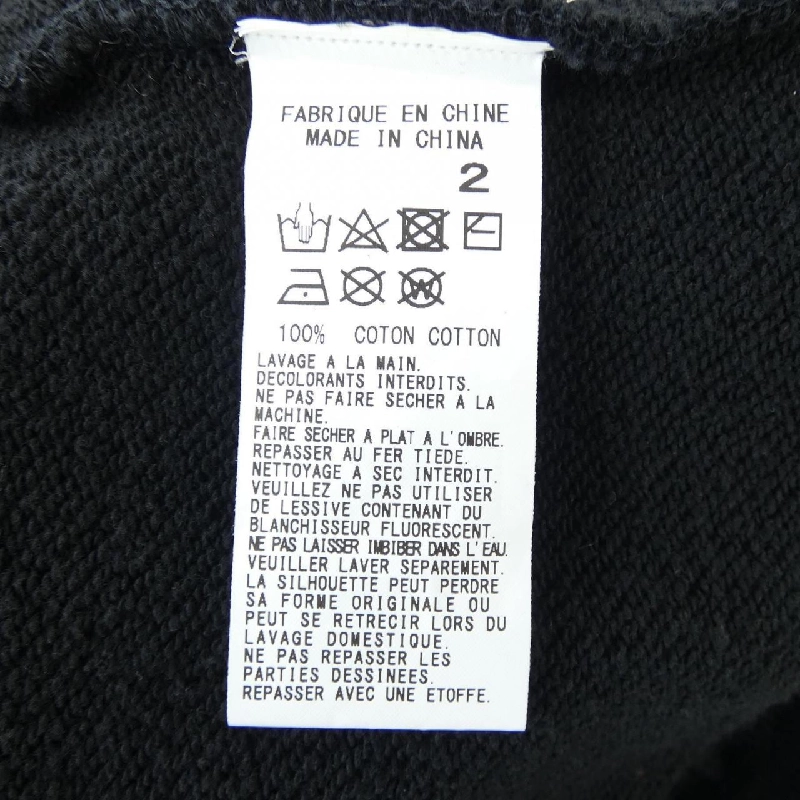 FABRIQUE EN CHINE
MADE IN CHINA
2
W
100% COTON COTTON
LAVAGE A LA MAIN.
DECOLORANTS INTERDITS.
NE PAS FAIRE SECHER A LA
MACHINE.
FAIRE SECHER A PLAT A L'OMBRE.
REPASSER AU FER TIEDE.
NETTOYAGE A SEC INTERDIT.
VEUILLEZ NE PAS UTILISER
DE LESSIVE CONTENANT DU
BLANCHISSEUR FLUORESCENT.
NE PAS LAISSER IMBIBER DANS L'EAU.
VEUILLER LAVER SEPAREMENT.
LA SILHOUETTE PEUT PERDRE
SA FORME ORIGINALE OU
PEUT SE RETRECIR LORS DU
LAVAGE DOMESTIQUE.
NE PAS REPASSER LES
PARTIES DESSINEES.
REPASSER AVEC UNE ETOFFE.